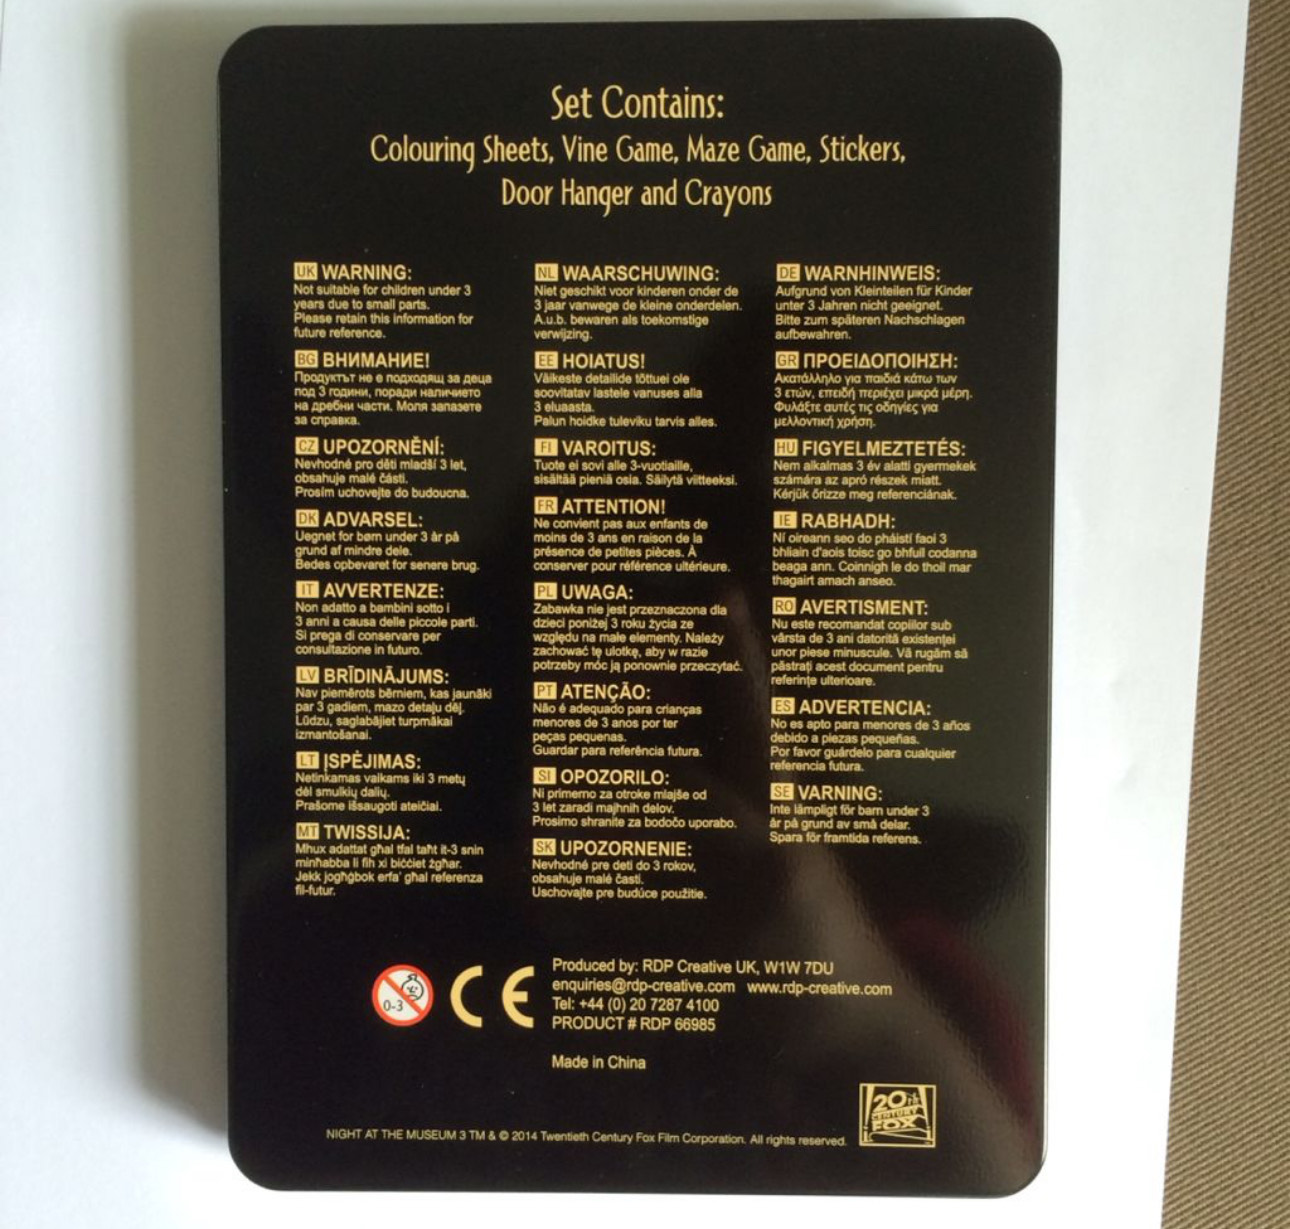 Set Contains:
Colouring Sheets, Vine Game, Maze Game, Stickers,
Door Hanger and Crayons
UK WARNING:
Not suitable for children under 3
years due to small parts.
Please retain this information for
future reference.
BG ВНИМАНИЕ!
Продуктът не е подходящ за деца
под 3 години, поради наличието
на дребни части. Моля запазете
за справка.
CZ UPOZORNĚNÍ:
Nevhodné pro děti mladší 3 let,
obsahuje malé části.
Prosím uchovejte do budoucna.
DK ADVARSEL:
Uegnet for børn under 3 år på
grund af mindre dele.
Bedes opbevaret for senere brug.
IT AVVERTENZE:
Non adatto a bambini sotto i
3 anni a causa delle piccole parti.
Si prega di conservare per
consultazione in futuro.
LV BRĪDINĀJUMS:
Nav piemērots bērniem, kas jaunāki
par 3 gadiem, mazo detaļu dēļ.
Lūdzu, saglabājiet turpmākai
izmantošanai.
LT ĮSPĖJIMAS:
Netinkamas vaikams iki 3 metų
dėl smulkių dalių.
Prašome išsaugoti ateičiai.
MT TWISSIJA:
Mhux adattat għal tfal taħt it-3 snin
minħabba li fih xi biċċiet żgħar.
Jekk jogħġbok erfa' għal referenza
fil-futur.
NL WAARSCHUWING:
Niet geschikt voor kinderen onder de
3 jaar vanwege de kleine onderdelen.
A.u.b. bewaren als toekomstige
verwijzing.
EE HOIATUS!
Väikeste detailide tõttuei ole
soovitatav lastele vanuses alla
3 eluaasta.
Palun hoidke tuleviku tarvis alles.
FI VAROITUS:
Tuote ei sovi alle 3-vuotiaille,
sisältää pieniä osia. Säilytä viitteeksi.
FR ATTENTION!
Ne convient pas aux enfants de
moins de 3 ans en raison de la
présence de petites pièces. À
conserver pour référence ultérieure.
PL UWAGA:
Zabawka nie jest przeznaczona dla
dzieci poniżej 3 roku życia ze
względu na małe elementy. Należy
zachować tę ulotkę, aby w razie
potrzeby móc ją ponownie przeczytać.
PT ATENÇÃO:
Não é adequado para crianças
menores de 3 anos por ter
peças pequenas.
Guardar para referência futura.
SI OPOZORILO:
Ni primerno za otroke mlajše od
3 let zaradi majhnih delov.
Prosimo shranite za bodočo uporabo.
SK UPOZORNENIE:
Nevhodné pre deti do 3 rokov,
obsahuje malé časti.
Uschovajte pre budúce použitie.
DE WARNHINWEIS:
Aufgrund von Kleinteilen für Kinder
unter 3 Jahren nicht geeignet.
Bitte zum späteren Nachschlagen
aufbewahren.
GR ΠΡΟΕΙΔΟΠΟΙΗΣΗ:
Ακατάλληλο για παιδιά κάτω των
3 ετών, επειδή περιέχει μικρά μέρη.
Φυλάξτε αυτές τις οδηγίες για
μελλοντική χρήση.
HU FIGYELMEZTETÉS:
Nem alkalmas 3 év alatti gyermekek
számára az apró részek miatt.
Kérjük őrizze meg referenciának.
IE RABHADH:
Ní oireann seo do pháistí faoi 3
bhliain d'aois toisc go bhfuil codanna
beaga ann. Coinnigh le do thoil mar
thagairt amach anseo.
RO AVERTISMENT:
Nu este recomandat copiilor sub
vârsta de 3 ani datorită existenței
unor piese minuscule. Vă rugăm să
păstrați acest document pentru
referințe ulterioare.
ES ADVERTENCIA:
No es apto para menores de 3 años
debido a piezas pequeñas.
Por favor guárdelo para cualquier
referencia futura.
SE VARNING:
Inte lämpligt för barn under 3
år på grund av små delar.
Spara för framtida referens.
0-3
CE
Produced by: RDP Creative UK, W1W 7DU
enquiries@rdp-creative.com www.rdp-creative.com
Tel: +44 (0) 20 7287 4100
PRODUCT # RDP 66985
Made in China
20th
CENTURY
FOX
NIGHT AT THE MUSEUM 3 TM & © 2014 Twentieth Century Fox Film Corporation. All rights reserved.